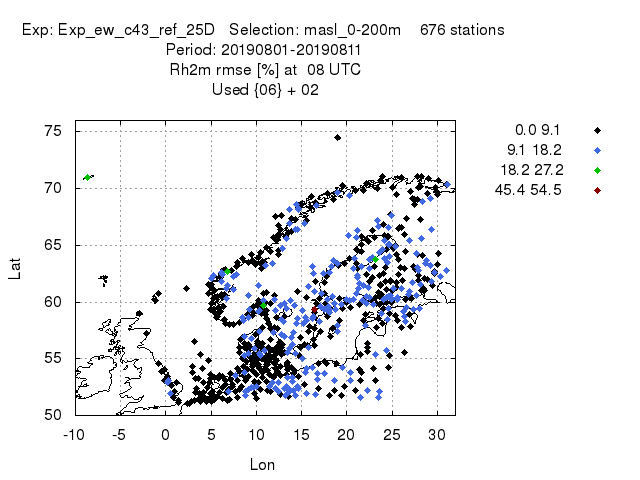 Exp: Exp_ew_c43_ref_25D   Selection: masl_0-200m   676 stations
Period: 20190801-20190811
Rh2m rmse [%] at  08 UTC
Used {06} + 02
0.0 9.1
9.1 18.2
18.2 27.2
45.4 54.5
75
70
65
60
55
50
Lat
-10 -5 0 5 10 15 20 25 30
Lon